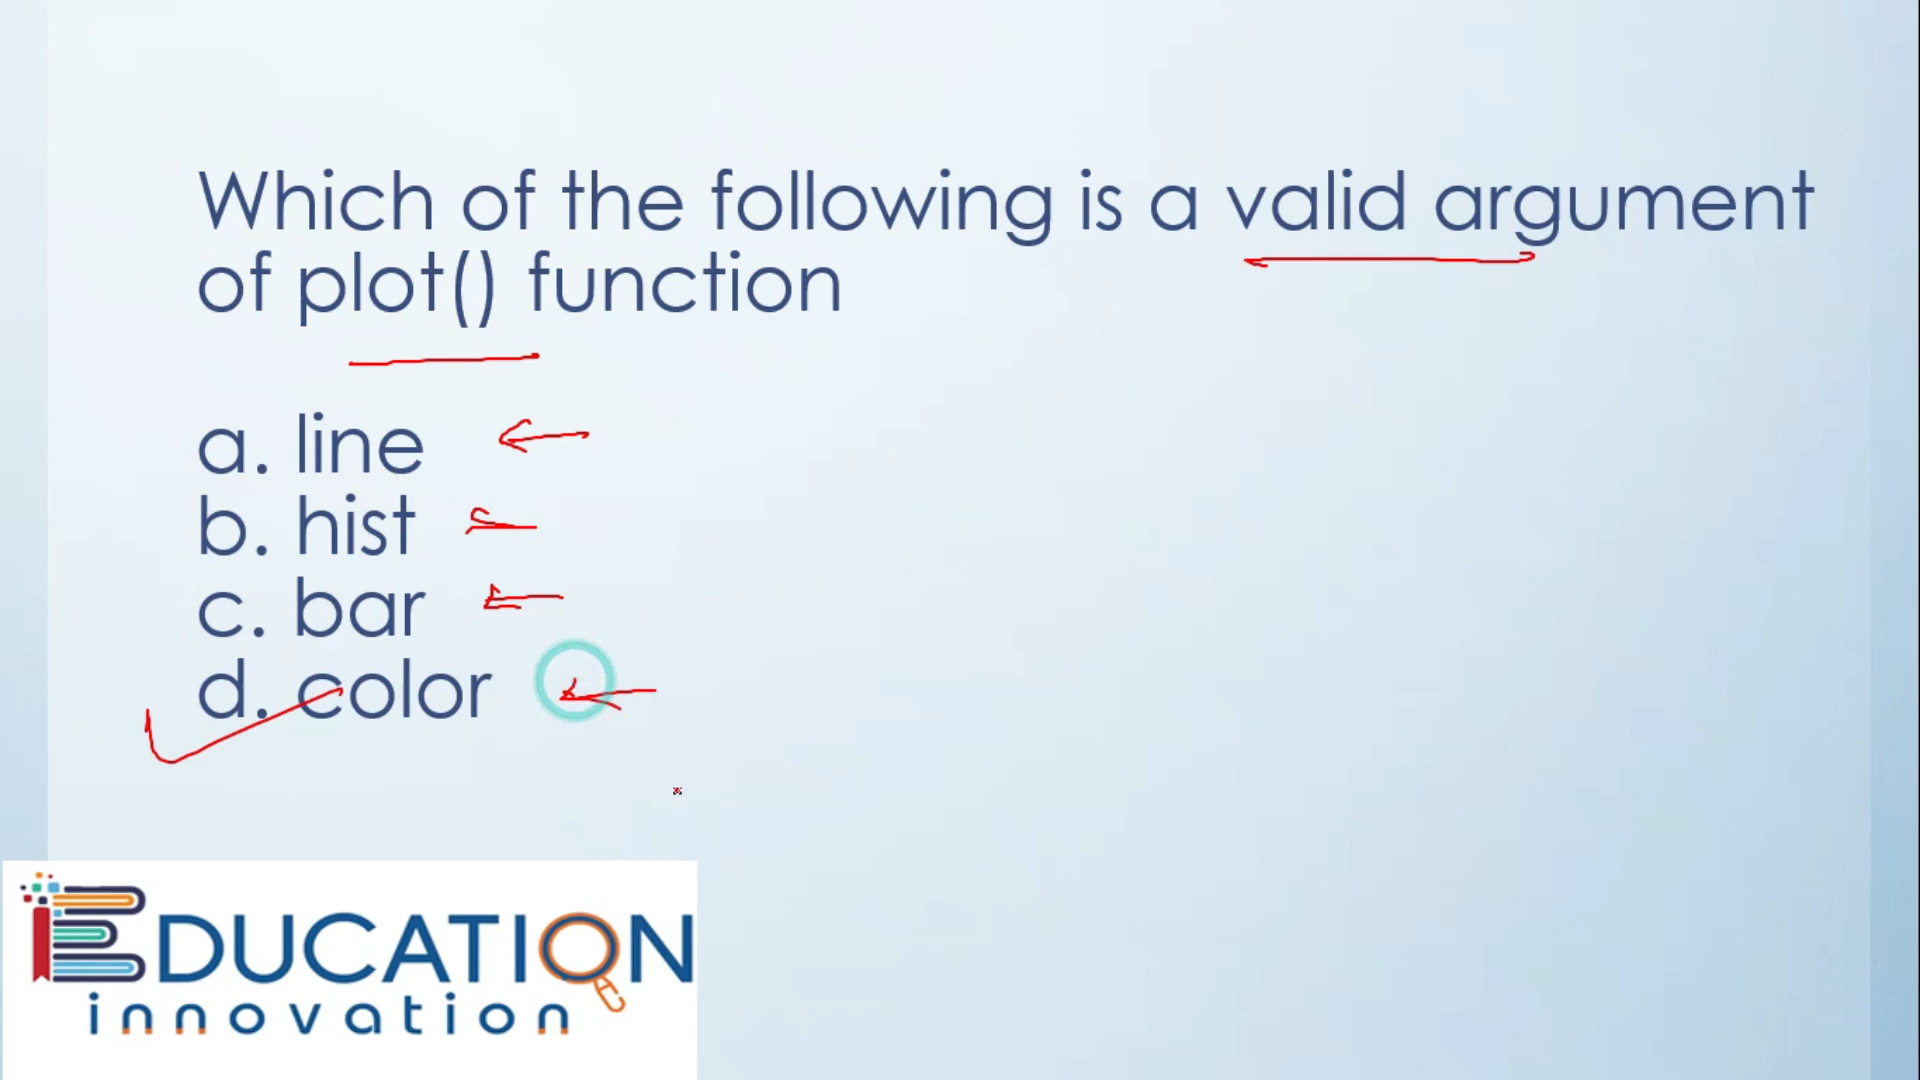 Which of the following is a valid argument
of plot() function
a. line
b. hist
c. bar
d. color
EDUCATION
innovation